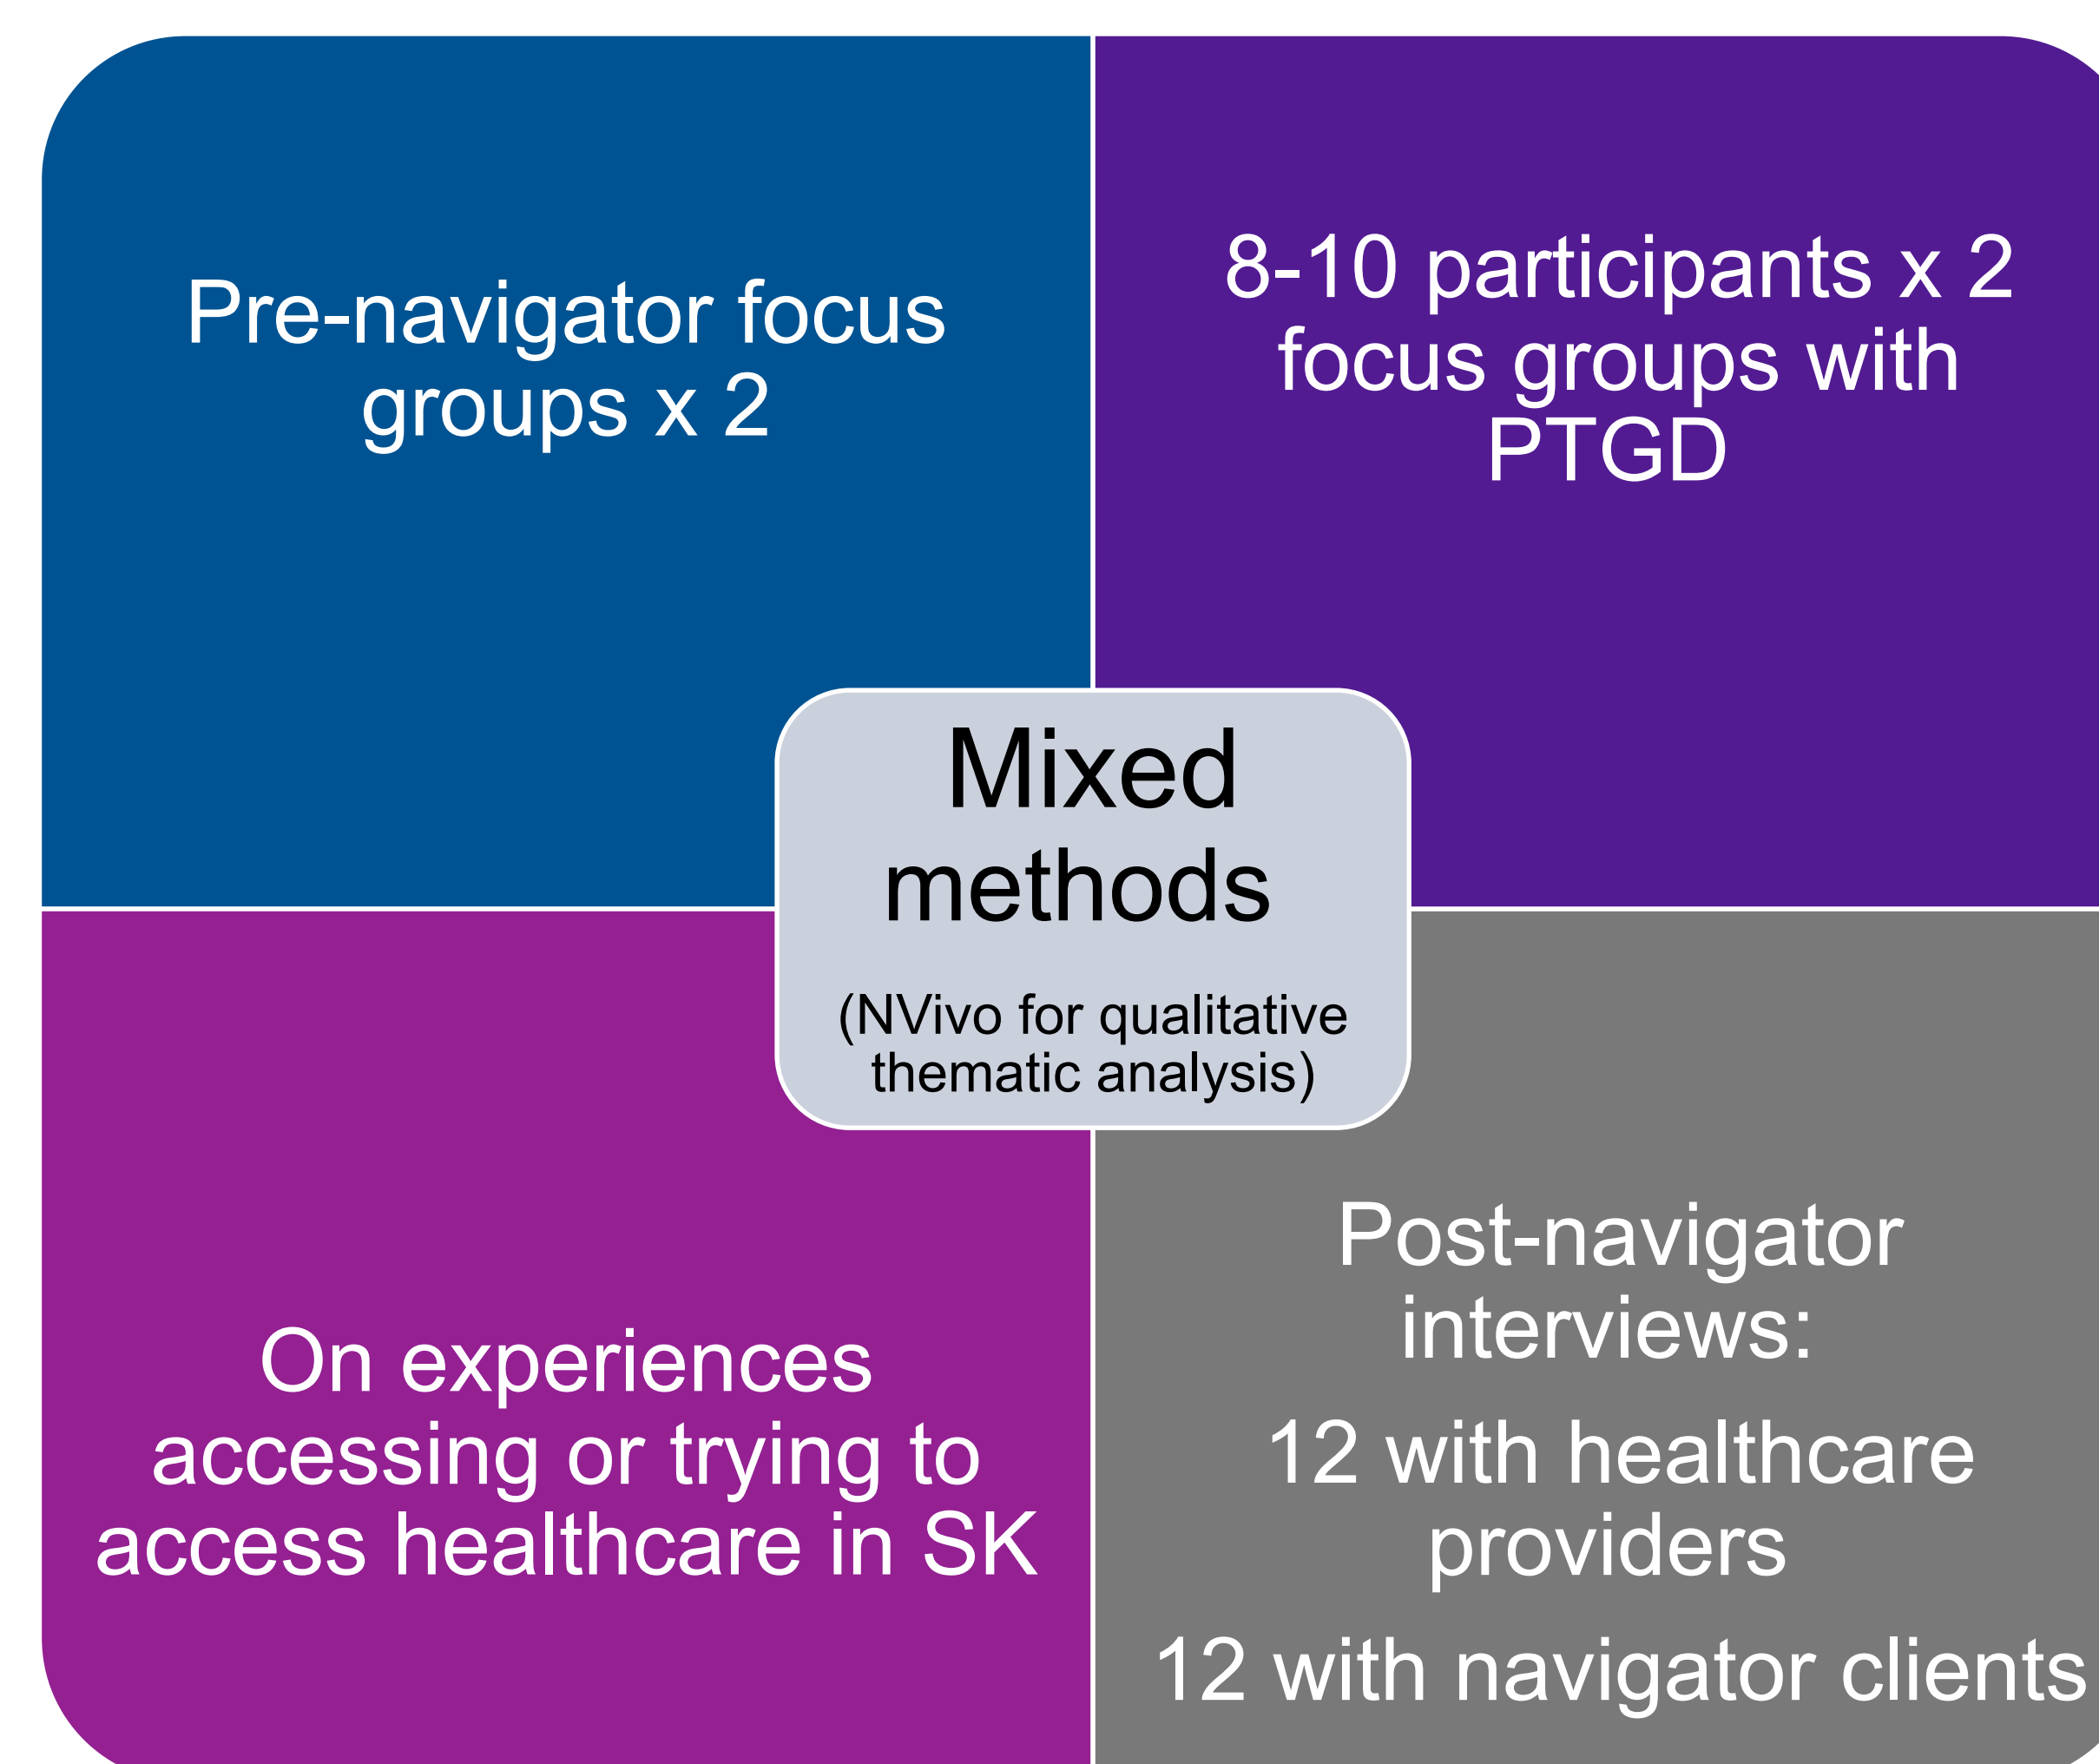 Pre-navigator focus
groups x 2
8-10 participants x 2
focus groups with
PTGD
Mixed
methods
(NVivo for qualitative
thematic analysis)
On experiences
accessing or trying to
access healthcare in SK
Post-navigator
interviews:
12 with healthcare
providers
12 with navigator clients